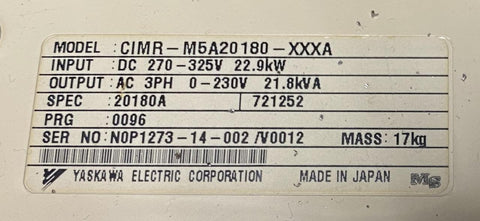 MODEL : CIMR-M5A20180-XXXA
INPUT : DC 270-325V 22.9kW
OUTPUT: AC 3PH 0-230V 21.8kVA
SPEC : 20180A 721252
PRG : 0096
SER NO: N0P1273-14-002 /V0012 MASS: 17kg
YASKAWA ELECTRIC CORPORATION MADE IN JAPAN MS